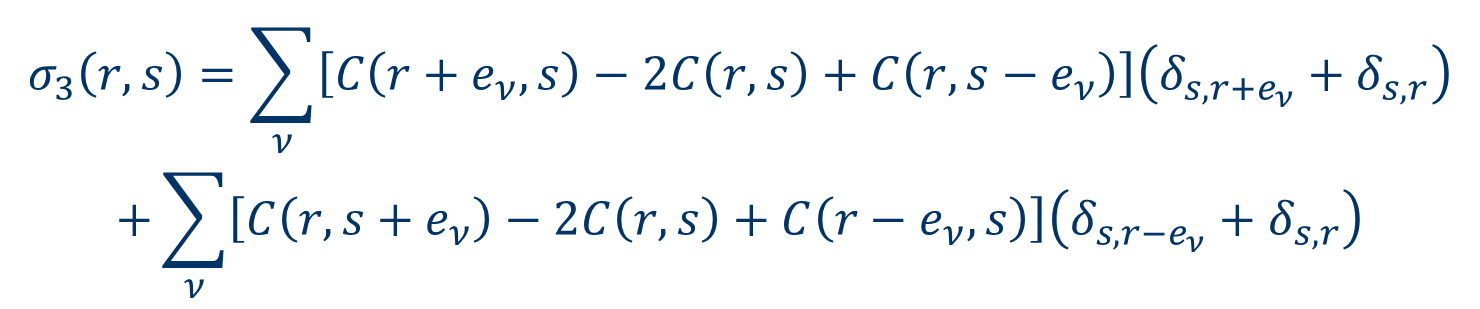 σ₃(r, s) = ∑_ν [C(r + e_ν, s) − 2C(r, s) + C(r, s − e_ν)](δ_{s,r+e_ν} + δ_{s,r})
+ ∑_ν [C(r, s + e_ν) − 2C(r, s) + C(r − e_ν, s)](δ_{s,r−e_ν} + δ_{s,r})